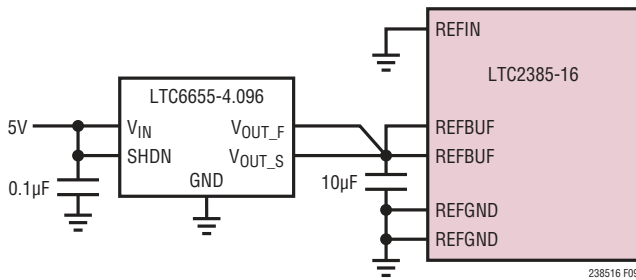 REFIN
LTC2385-16
LTC6655-4.096
5V
VIN
VOUT_F
REFBUF
SHDN
VOUT_S
REFBUF
GND
0.1µF
10µF
REFGND
REFGND
238516 F09